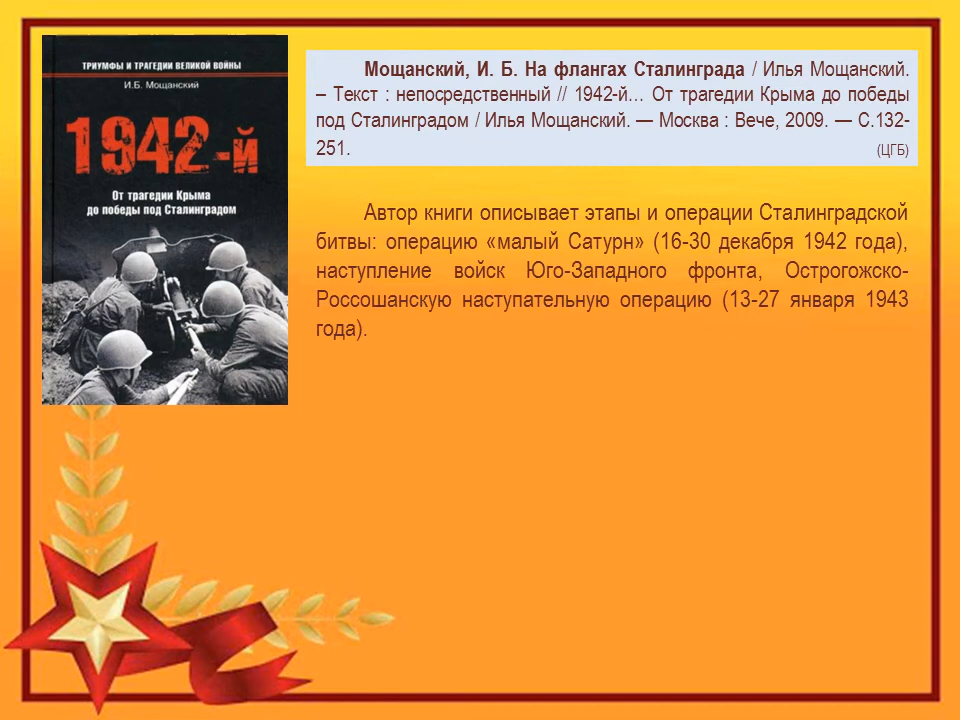 ТРИУМФЫ И ТРАГЕДИИ ВЕЛИКОЙ ВОЙНЫ
И.Б. Мощанский
1942-й
От трагедии Крыма
до победы под Сталинградом
Мощанский, И. Б. На флангах Сталинграда / Илья Мощанский.
– Текст : непосредственный // 1942-й… От трагедии Крыма до победы
под Сталинградом / Илья Мощанский. — Москва : Вече, 2009. — С.132-
251. (ЦГБ)
Автор книги описывает этапы и операции Сталинградской
битвы: операцию «малый Сатурн» (16-30 декабря 1942 года),
наступление войск Юго-Западного фронта, Острогожско-
Россошанскую наступательную операцию (13-27 января 1943
года).